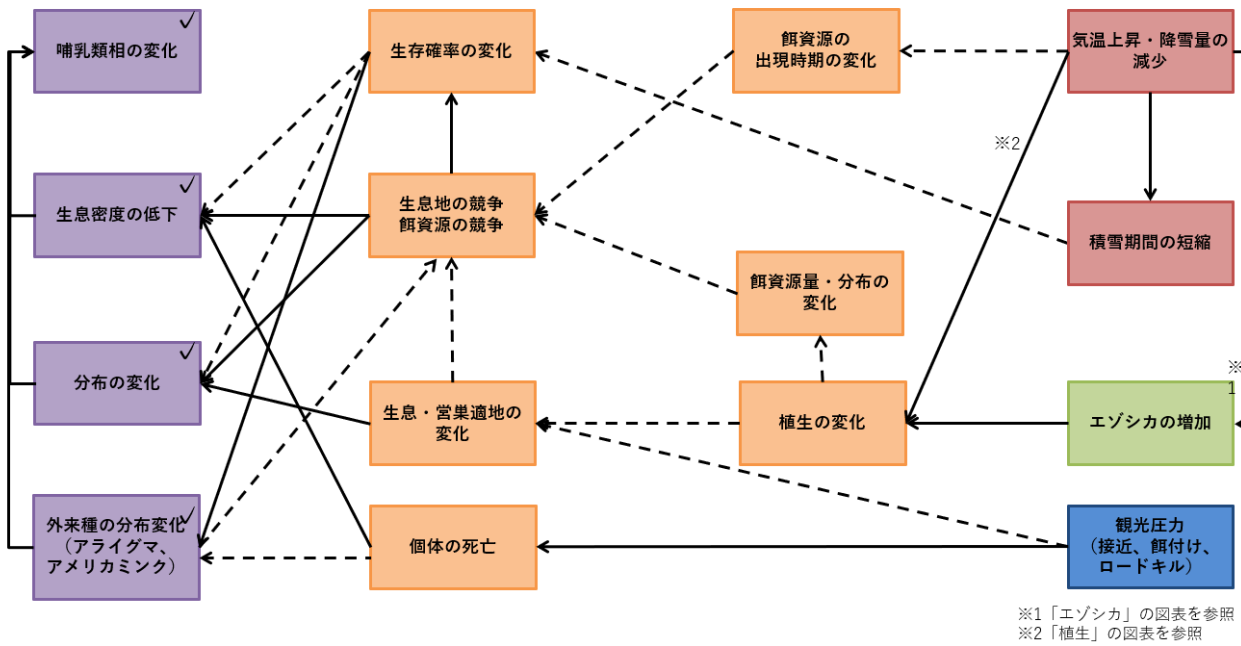 哺乳類相の変化
✓
生存確率の変化
餌資源の
出現時期の変化
気温上昇・降雪量の
減少
※2
生息密度の低下
✓
生息地の競争
餌資源の競争
積雪期間の短縮
餌資源量・分布の
変化
分布の変化
✓
生息・営巣適地の
変化
植生の変化
エゾシカの増加
※
1
外来種の分布変化
（アライグマ、
アメリカミンク）
✓
個体の死亡
観光圧力
（接近、餌付け、
ロードキル）
※1「エゾシカ」の図表を参照
※2「植生」の図表を参照